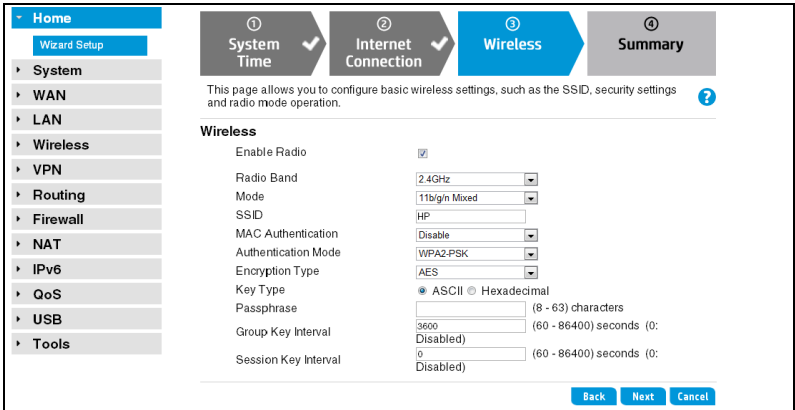 Home
Wizard Setup
System
WAN
LAN
Wireless
VPN
Routing
Firewall
NAT
IPv6
QoS
USB
Tools
1
System
Time
2
Internet
Connection
3
Wireless
4
Summary
This page allows you to configure basic wireless settings, such as the SSID, security settings
and radio mode operation.
?
Wireless
Enable Radio
Radio Band 2.4GHz
Mode 11b/g/n Mixed
SSID HP
MAC Authentication Disable
Authentication Mode WPA2-PSK
Encryption Type AES
Key Type ASCII Hexadecimal
Passphrase (8 - 63) characters
Group Key Interval 3600 (60 - 86400) seconds (0:
Disabled)
Session Key Interval 0 (60 - 86400) seconds (0:
Disabled)
Back Next Cancel